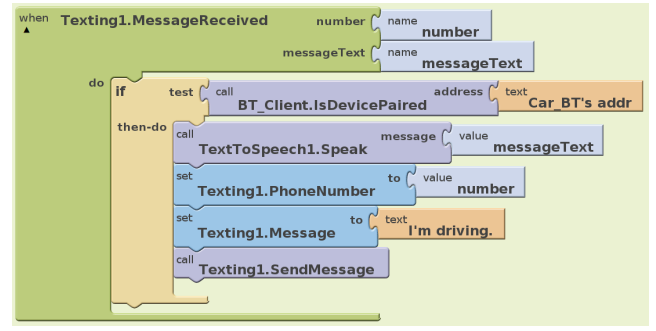 when Texting1.MessageReceived number name number
messageText name messageText
do if test call BT_Client.IsDevicePaired address text Car_BT's addr
then-do call TextToSpeech1.Speak message value messageText
set Texting1.PhoneNumber to value number
set Texting1.Message to text I'm driving.
call Texting1.SendMessage